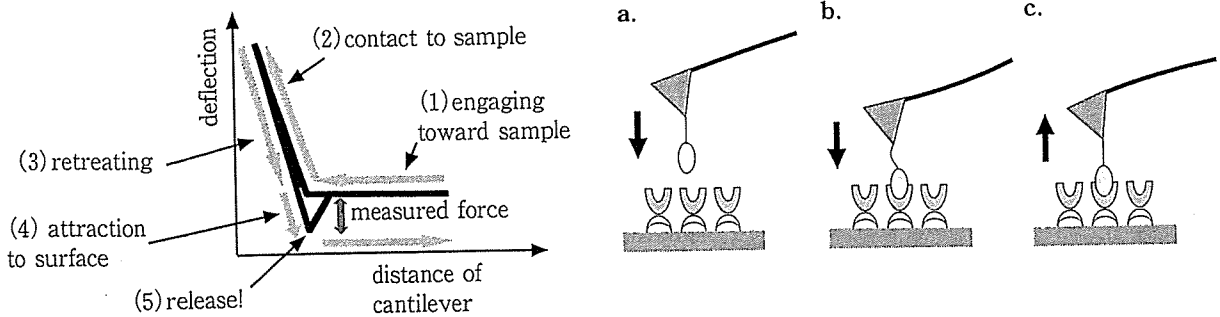 deflection
(2) contact to sample
(1) engaging
toward sample
(3) retreating
measured force
(4) attraction
to surface
(5) release!
distance of
cantilever
a.
b.
c.